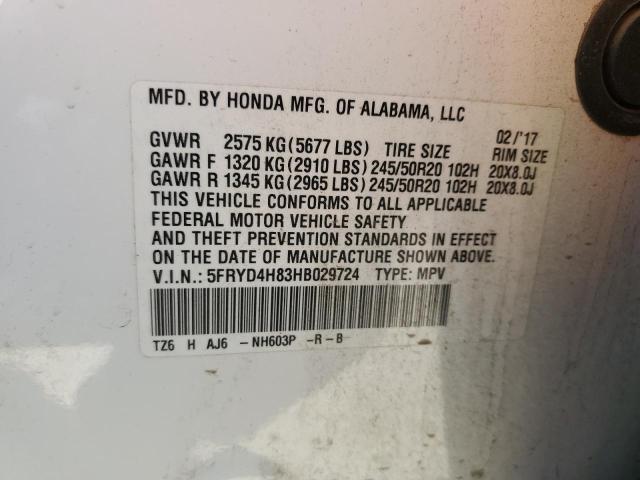 MFD. BY HONDA MFG. OF ALABAMA, LLC
02/'17
GVWR 2575 KG(5677 LBS) TIRE SIZE RIM SIZE
GAWR F 1320 KG(2910 LBS)245/50R20 102H 20X8.0J
GAWR R 1345 KG(2965 LBS)245/50R20 102H 20X8.0J
THIS VEHICLE CONFORMS TO ALL APPLICABLE
FEDERAL MOTOR VEHICLE SAFETY
AND THEFT PREVENTION STANDARDS IN EFFECT
ON THE DATE OF MANUFACTURE SHOWN ABOVE.
V.I.N.: 5FRYD4H83HB029724 TYPE: MPV
TZ6 H AJ6 -NH603P -R-B